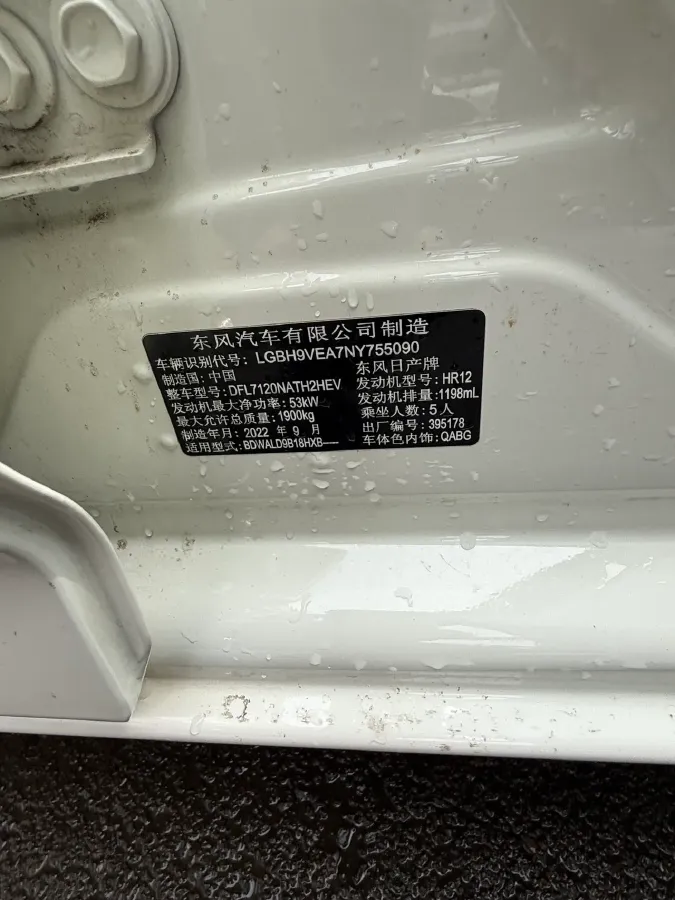 东风汽车有限公司制造
车辆识别代号: LGBH9VEA7NY755090
制造国: 中国 东风日产牌
整车型号: DFL7120NATH2HEV 发动机型号: HR12
发动机最大净功率: 53kW 发动机排量: 1198mL
最大允许总质量: 1900kg 乘坐人数: 5人
制造年月: 2022 年 9 月 出厂编号: 395178
适用型式: BDWALD9B18HXB—— 车体色内饰: QABG